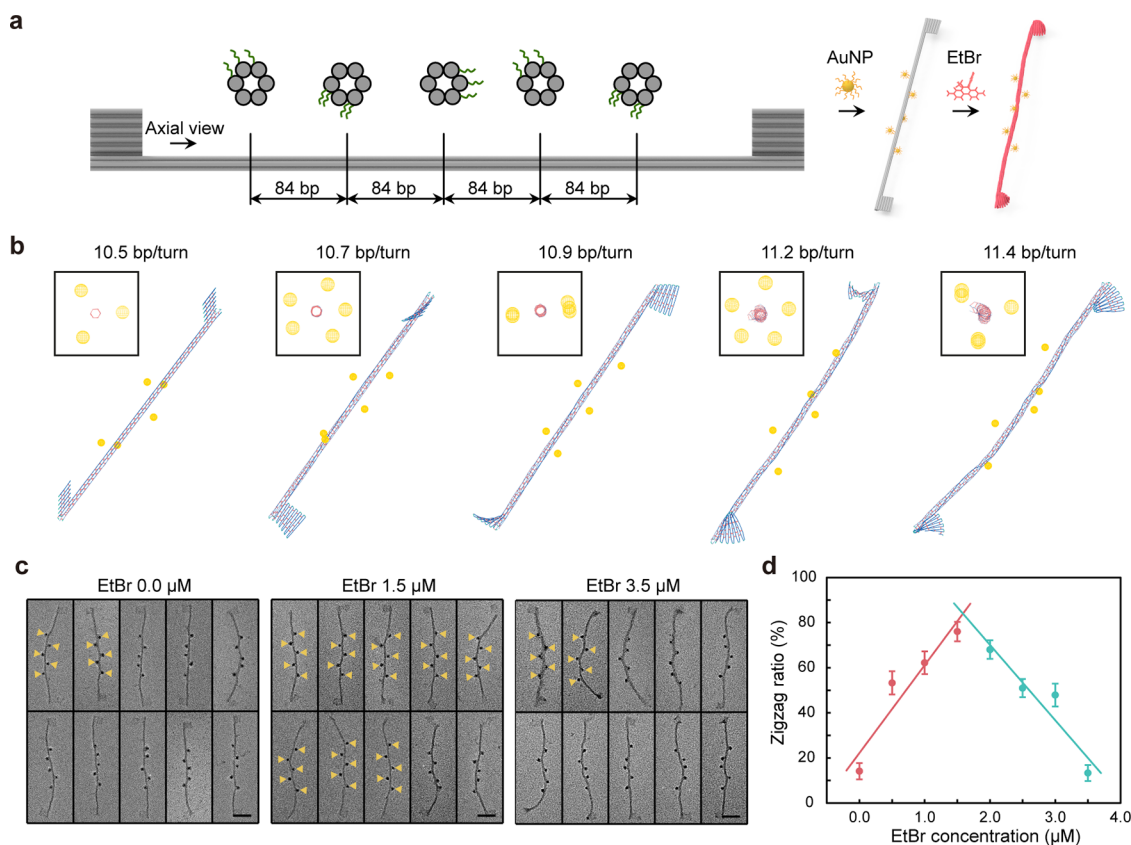 a
Axial view
84 bp
84 bp
84 bp
84 bp
AuNP
EtBr
b
10.5 bp/turn
10.7 bp/turn
10.9 bp/turn
11.2 bp/turn
11.4 bp/turn
c
EtBr 0.0 µM
EtBr 1.5 µM
EtBr 3.5 µM
d
Zigzag ratio (%)
100
80
60
40
20
0
0.0
1.0
2.0
3.0
4.0
EtBr concentration (µM)